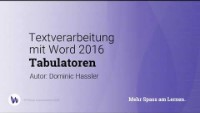 Textverarbeitung
mit Word 2016
Tabulatoren
Autor: Dominic Hassler
Mehr Spass am Lernen.